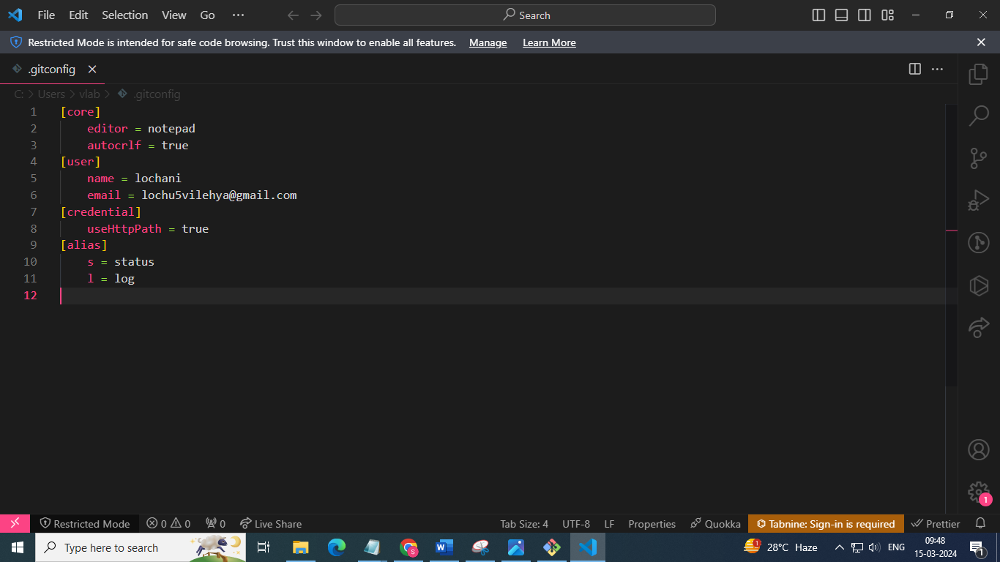 File Edit Selection View Go ··· Search
Restricted Mode is intended for safe code browsing. Trust this window to enable all features. Manage Learn More
.gitconfig
C: > Users > vlab > .gitconfig
1 [core]
2 editor = notepad
3 autocrlf = true
4 [user]
5 name = lochani
6 email = lochu5vilehya@gmail.com
7 [credential]
8 useHttpPath = true
9 [alias]
10 s = status
11 l = log
12
1
Restricted Mode 0 0 0 Live Share Tab Size: 4 UTF-8 LF Properties Quokka Tabnine: Sign-in is required Prettier
Type here to search S W 1 28°C Haze ENG 09:48
15-03-2024 1